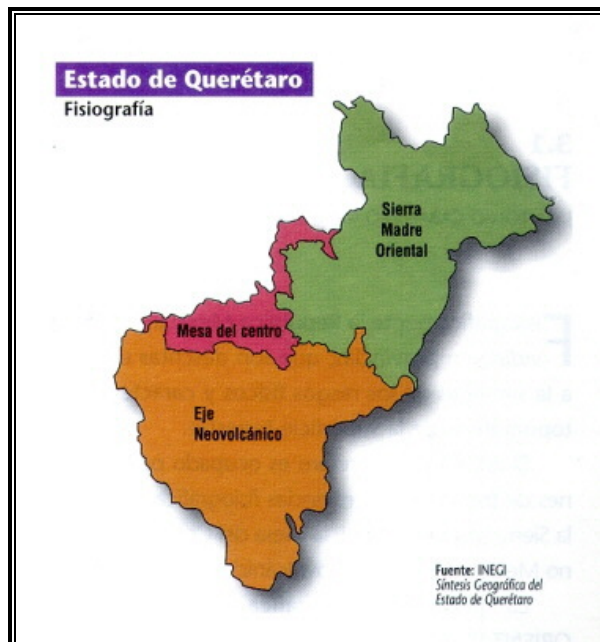 Estado de Querétaro
Fisiografía
Sierra
Madre
Oriental
Mesa del centro
Eje
Neovolcánico
Fuente: INEGI
Síntesis Geográfica del
Estado de Querétaro